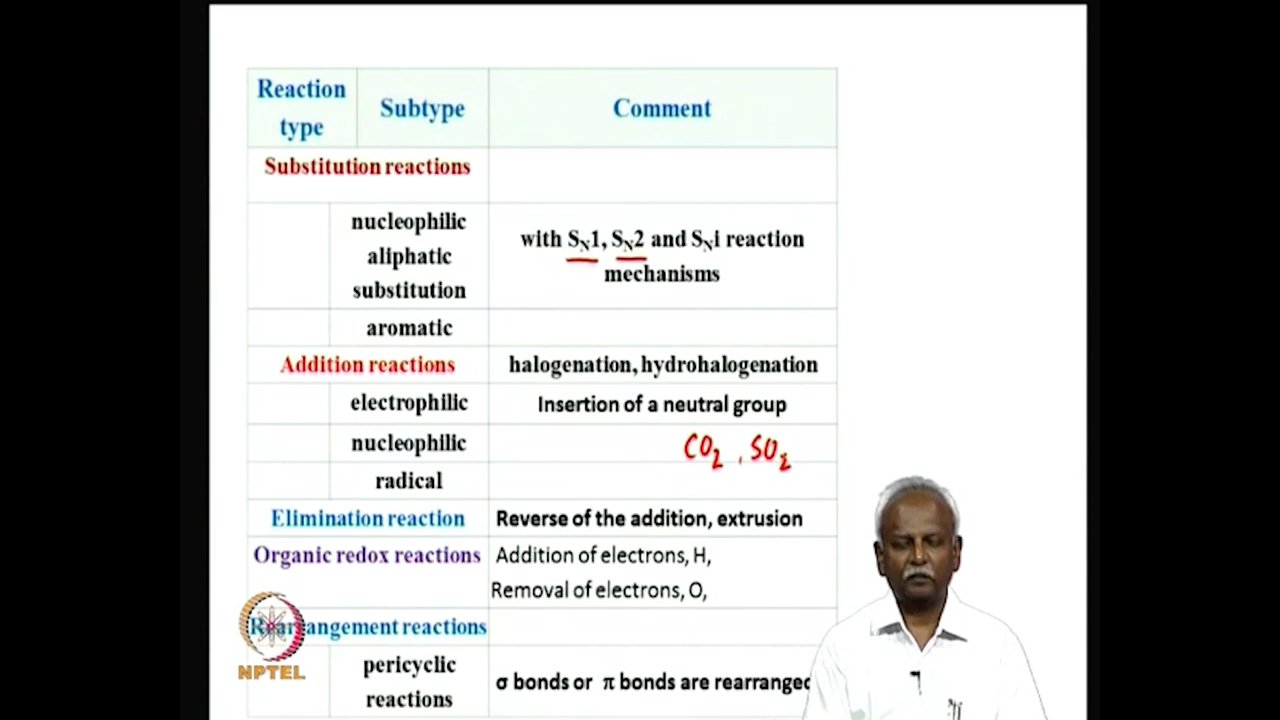 Reaction type
Subtype
Comment
Substitution reactions
nucleophilic aliphatic substitution
with SN1, SN2 and SNi reaction mechanisms
aromatic
Addition reactions
halogenation, hydrohalogenation
electrophilic
Insertion of a neutral group
nucleophilic
CO2, SO2
radical
Elimination reaction
Reverse of the addition, extrusion
Organic redox reactions
Addition of electrons, H,
Removal of electrons, O,
Rearrangement reactions
pericyclic reactions
σ bonds or π bonds are rearranged
NPTEL